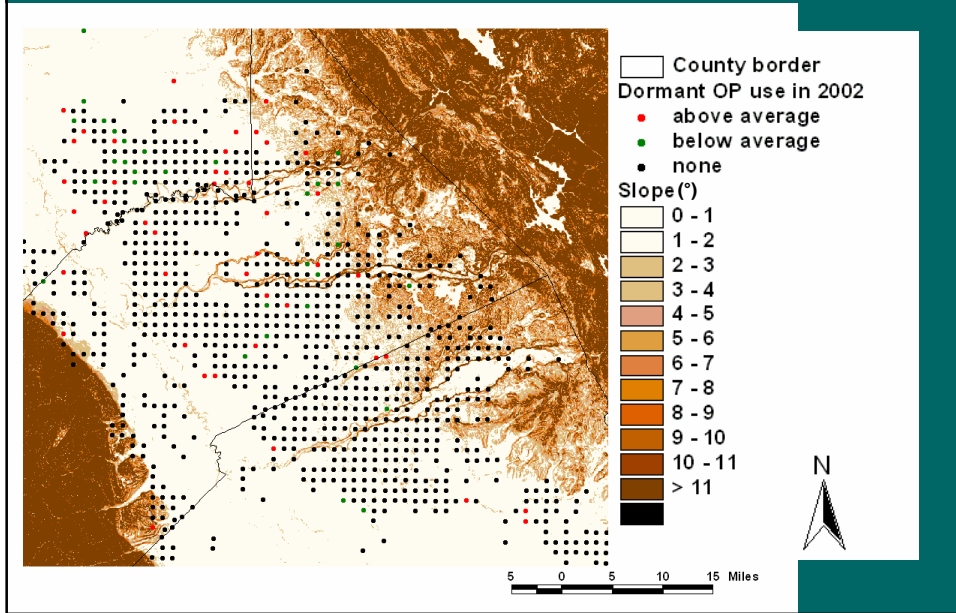 County border
Dormant OP use in 2002
above average
below average
none
Slope(°)
0 - 1
1 - 2
2 - 3
3 - 4
4 - 5
5 - 6
6 - 7
7 - 8
8 - 9
9 - 10
10 - 11
> 11
N
5 0 5 10 15 Miles